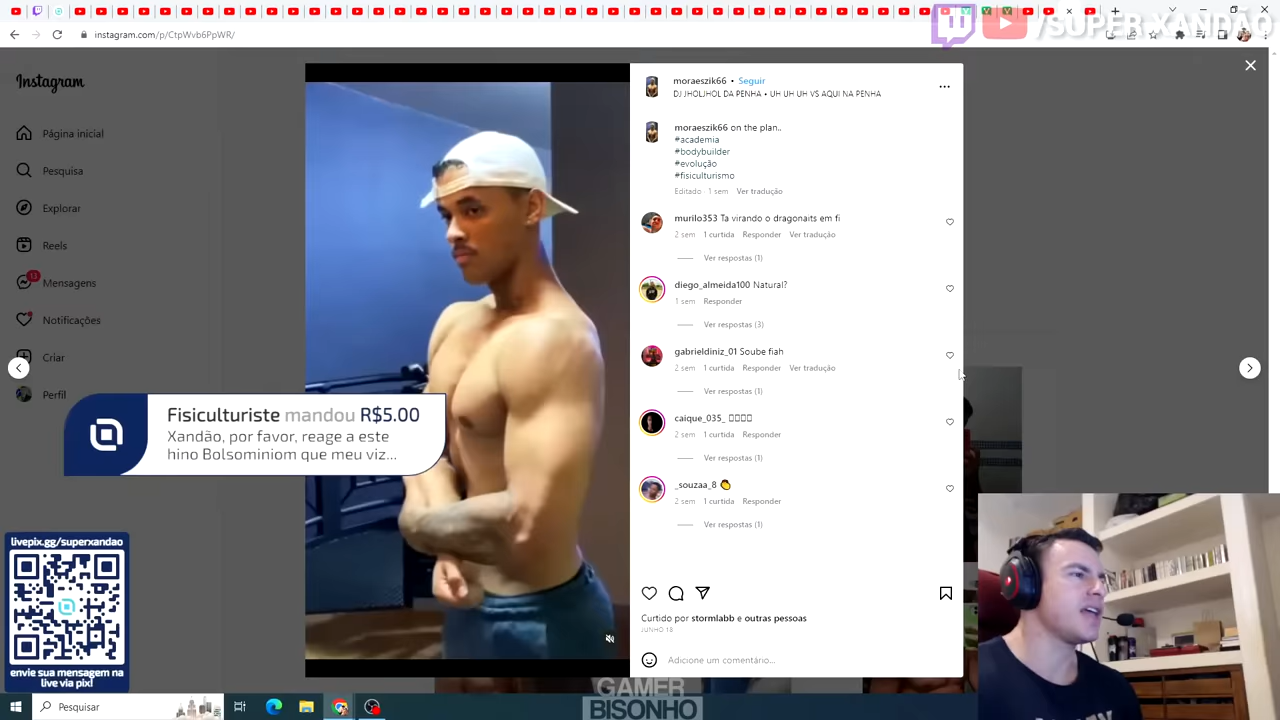 /SUPER XANDAO
instagram.com/p/CtpWvb6PpWR/
Instagram
Página inicial
Pesquisa
Explorar
Reels
13
Mensagens
Notificações
Criar
Perfil
moraeszik66 • Seguir
DJ JHOLJHOL DA PENHA • UH UH UH VS AQUI NA PENHA
moraeszik66 on the plan..
#academia
#bodybuilder
#evolução
#fisiculturismo
Editado · 1 sem Ver tradução
murilo353 Ta virando o dragonaits em fi
2 sem 1 curtida Responder Ver tradução
Ver respostas (1)
diego_almeida100 Natural?
1 sem Responder
Ver respostas (3)
gabrieldiniz_01 Soube fiah
2 sem 1 curtida Responder Ver tradução
Ver respostas (1)
caique_035_
2 sem 1 curtida Responder
Ver respostas (1)
_souzaa_8
2 sem 1 curtida Responder
Ver respostas (1)
Curtido por stormlabb e outras pessoas
JUNHO 18
Adicione um comentário...
Fisiculturiste mandou R$5.00
Xandão, por favor, reage a este
hino Bolsominiom que meu viz...
livepix.gg/superxandao
envie sua mensagem na
live via pix!
GAMER
BISONHO
Pesquisar